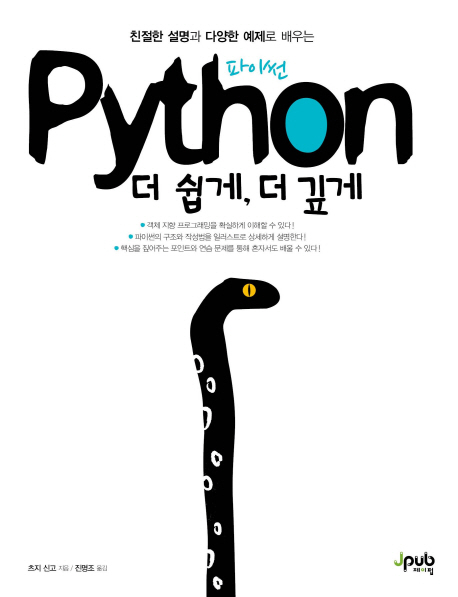 친절한 설명과 다양한 예제로 배우는
파이썬
Python
더 쉽게, 더 깊게
객체 지향 프로그래밍을 확실하게 이해할 수 있다!
파이썬의 구조와 작성법을 일러스트로 상세하게 설명한다!
핵심을 짚어주는 포인트와 연습 문제를 통해 혼자서도 배울 수 있다!
츠지 신고 지음 / 진명조 옮김
Jpub
제이펍